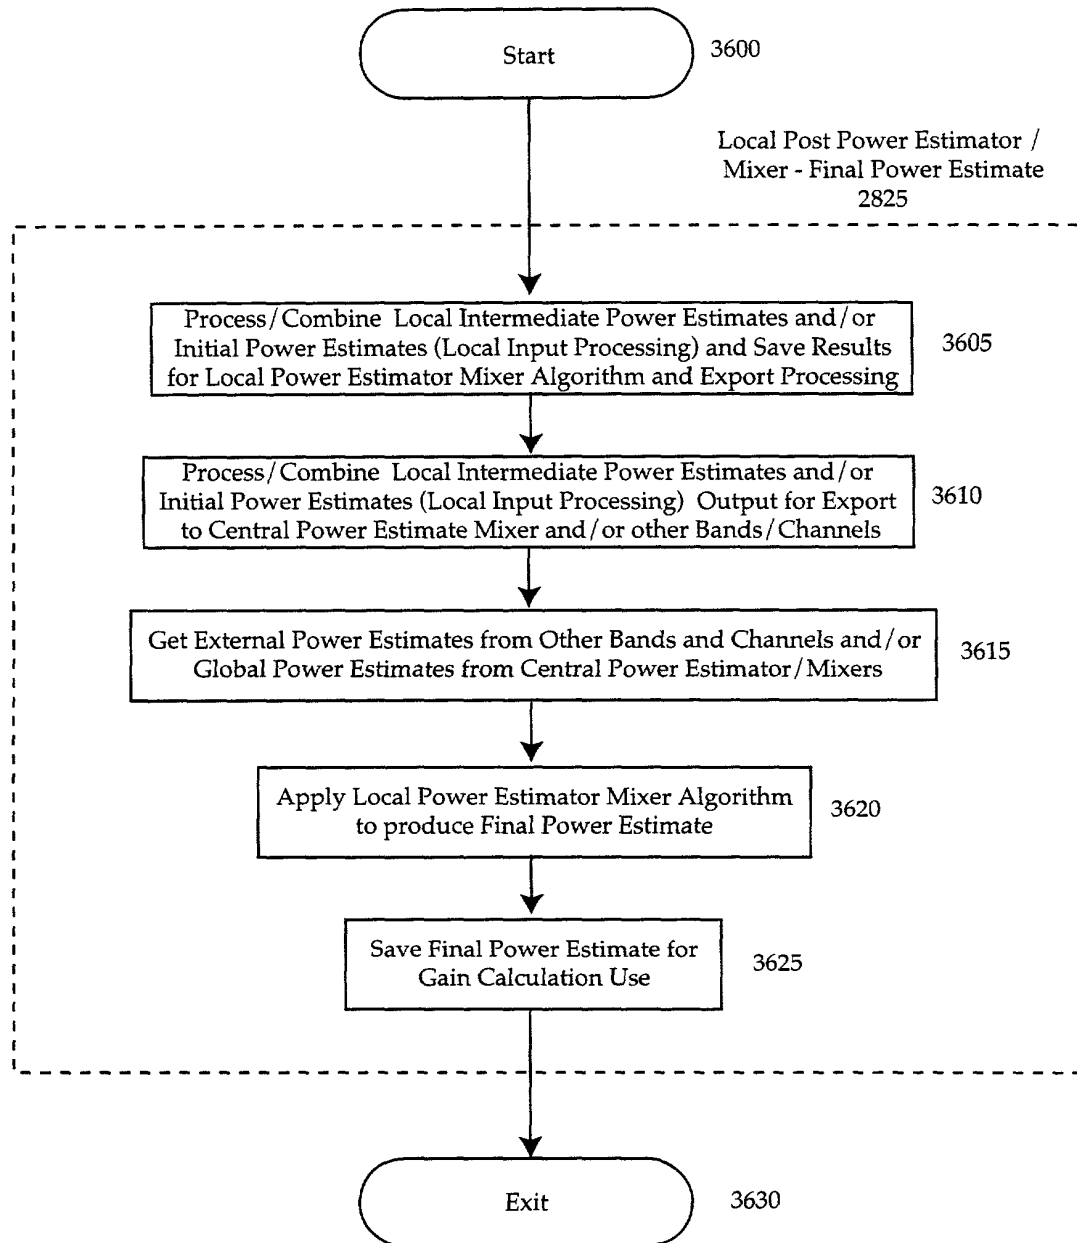 Start
3600
Local Post Power Estimator /
Mixer - Final Power Estimate
2825
Process/Combine Local Intermediate Power Estimates and/or
Initial Power Estimates (Local Input Processing) and Save Results
for Local Power Estimator Mixer Algorithm and Export Processing
3605
Process/Combine Local Intermediate Power Estimates and/or
Initial Power Estimates (Local Input Processing) Output for Export
to Central Power Estimate Mixer and/or other Bands/Channels
3610
Get External Power Estimates from Other Bands and Channels and/or
Global Power Estimates from Central Power Estimator/Mixers
3615
Apply Local Power Estimator Mixer Algorithm
to produce Final Power Estimate
3620
Save Final Power Estimate for
Gain Calculation Use
3625
Exit
3630